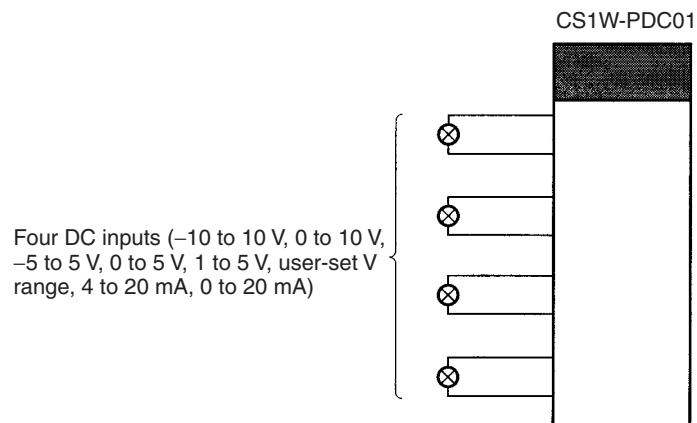 CS1W-PDC01
Four DC inputs (–10 to 10 V, 0 to 10 V,
–5 to 5 V, 0 to 5 V, 1 to 5 V, user-set V
range, 4 to 20 mA, 0 to 20 mA)